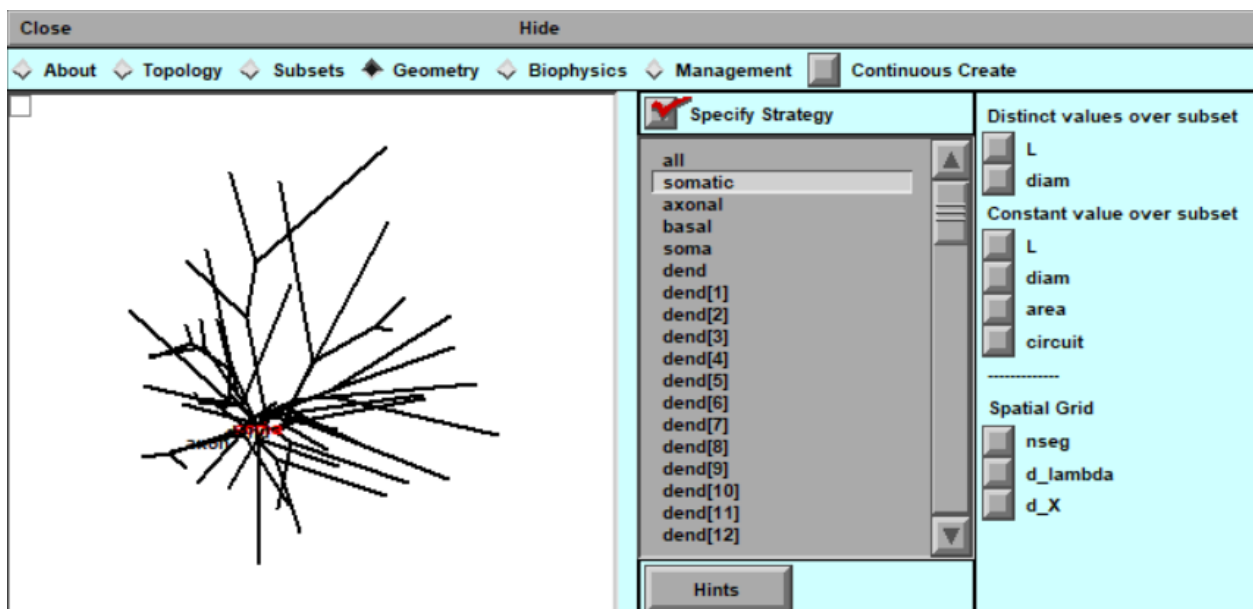 Close Hide
About Topology Subsets Geometry Biophysics Management Continuous Create
axon
Specify Strategy
all
somatic
axonal
basal
soma
dend
dend[1]
dend[2]
dend[3]
dend[4]
dend[5]
dend[6]
dend[7]
dend[8]
dend[9]
dend[10]
dend[11]
dend[12]
Hints
Distinct values over subset
L
diam
Constant value over subset
L
diam
area
circuit
-------------
Spatial Grid
nseg
d_lambda
d_X